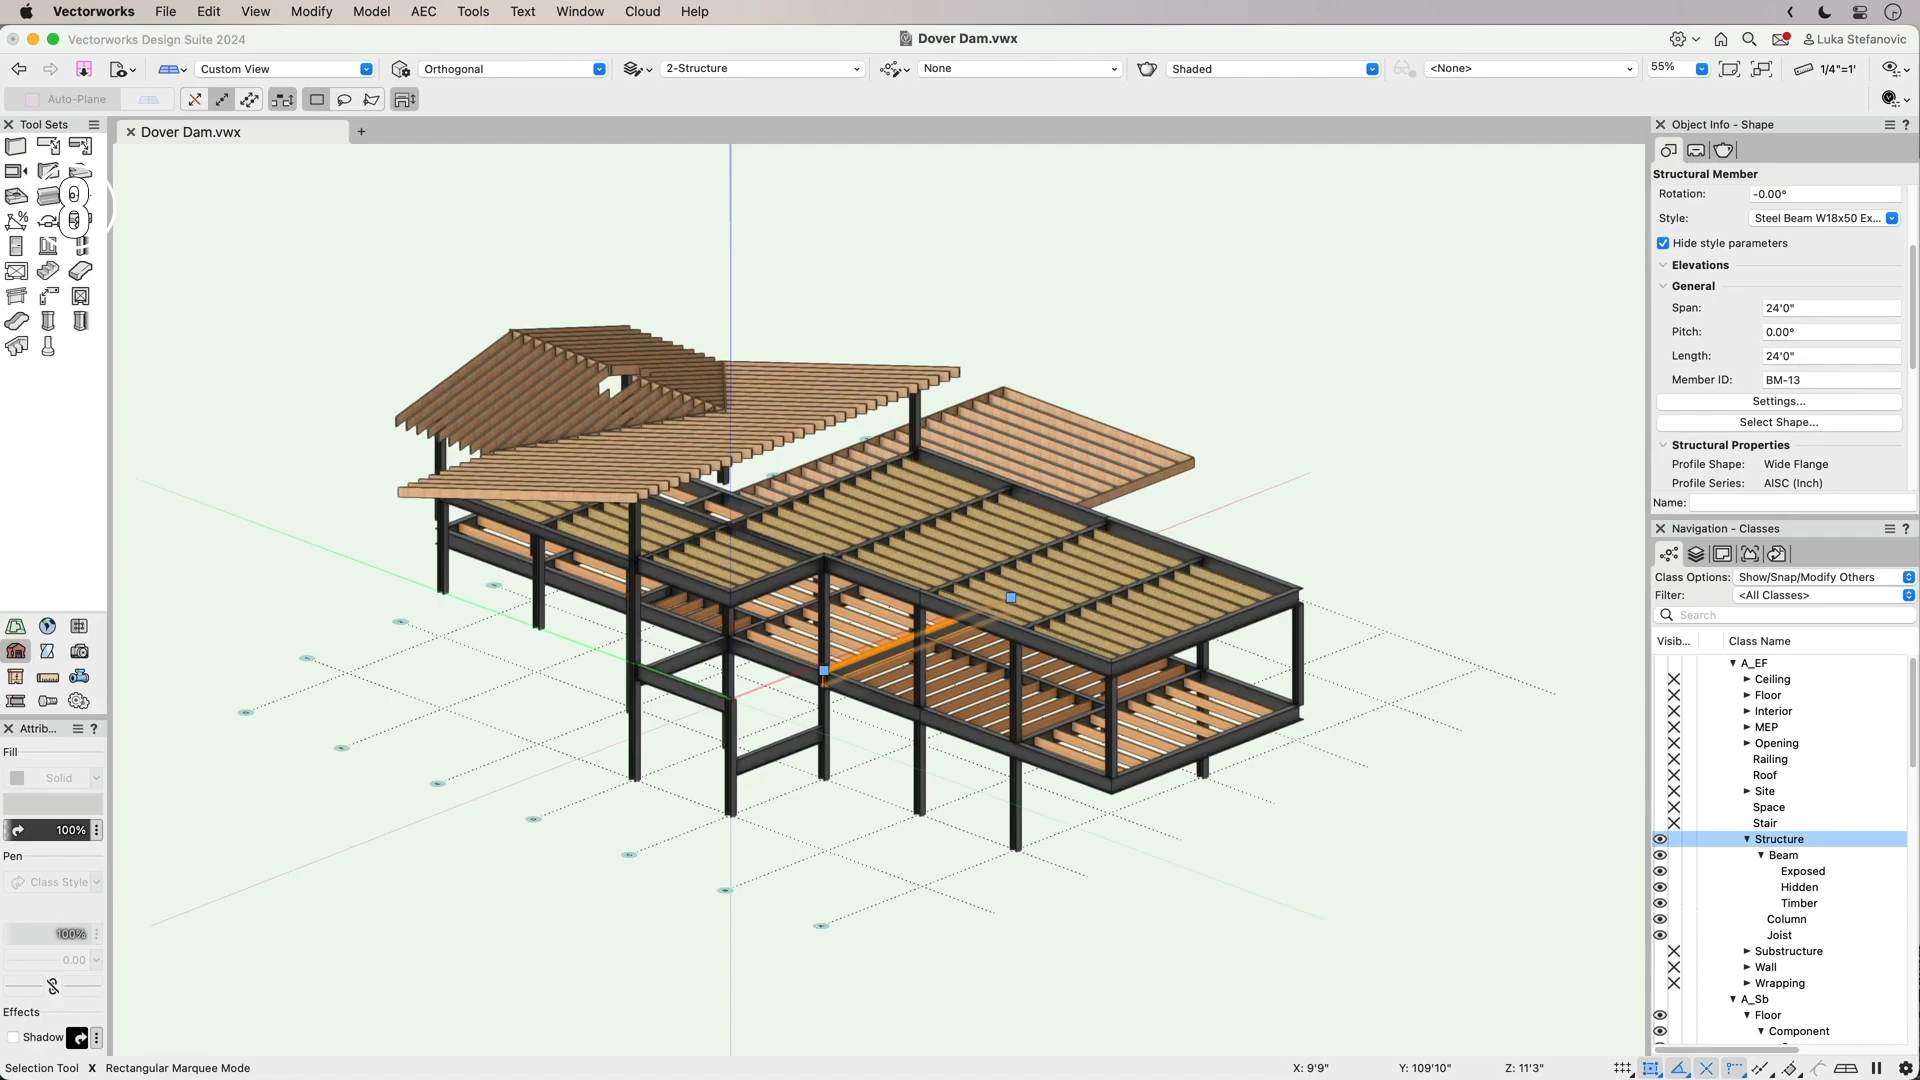 Vectorworks File Edit View Modify Model AEC Tools Text Window Cloud Help
Vectorworks Design Suite 2024
Dover Dam.vwx
Luka Stefanovic
Custom View
Orthogonal
2-Structure
None
Shaded
<None>
55%
1/4"=1'
Auto-Plane
Tool Sets
Dover Dam.vwx
Object Info - Shape
Structural Member
Rotation: -0.00°
Style: Steel Beam W18x50 Ex...
Hide style parameters
Elevations
General
Span: 24'0"
Pitch: 0.00°
Length: 24'0"
Member ID: BM-13
Settings...
Select Shape...
Structural Properties
Profile Shape: Wide Flange
Profile Series: AISC (Inch)
Name:
Navigation - Classes
Class Options: Show/Snap/Modify Others
Filter: <All Classes>
Search
Visib... Class Name
A_EF
Ceiling
Floor
Interior
MEP
Opening
Railing
Roof
Site
Space
Stair
Structure
Beam
Exposed
Hidden
Timber
Column
Joist
Substructure
Wall
Wrapping
A_Sb
Floor
Component
8
Attrib... ?
Fill
Solid
100%
Pen
Class Style
100%
0.00
Effects
Shadow
Selection Tool X Rectangular Marquee Mode
X: 9'9" Y: 109'10" Z: 11'3"